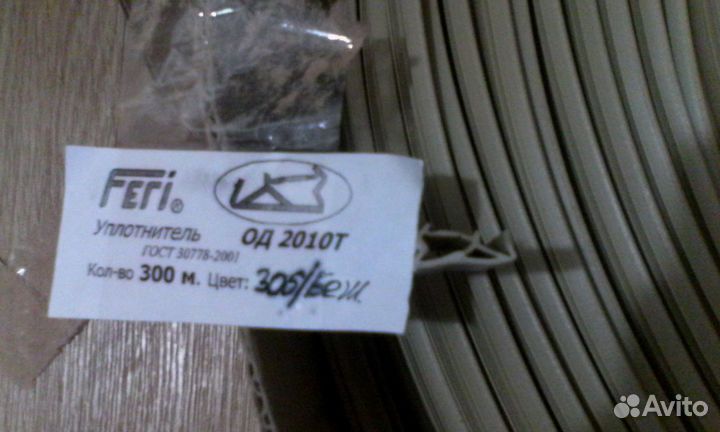 Feri®
Уплотнитель ОД 2010Т
ГОСТ 30778-2001
Кол-во 300 м. Цвет: 306/Беж.
Avito